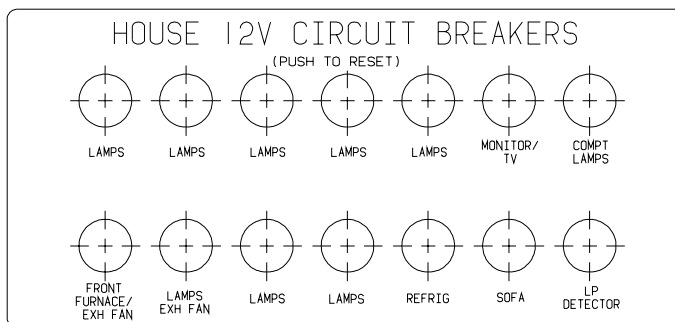 HOUSE 12V CIRCUIT BREAKERS
(PUSH TO RESET)
LAMPS LAMPS LAMPS LAMPS LAMPS MONITOR/ COMPT
TV LAMPS
FRONT LAMPS LAMPS LAMPS REFRIG SOFA LP
FURNACE/ EXH FAN DETECTOR
EXH FAN